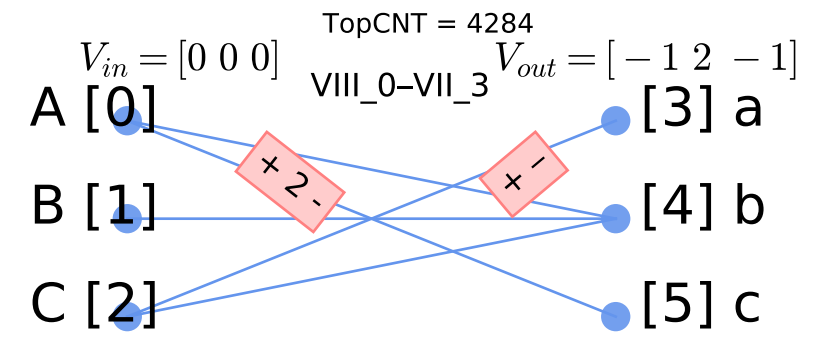 TopCNT = 4284
V_in = [0 0 0]
V_out = [− 1 2 − 1]
VIII_0–VII_3
A [0]
[3] a
+ 2 -
+ −
B [1]
[4] b
C [2]
[5] c